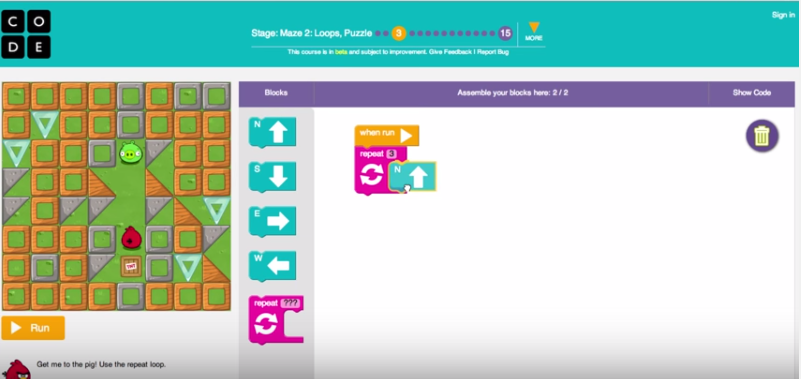 Sign in
C O
D E
Stage: Maze 2: Loops, Puzzle 3 15
MORE
This course is in beta and subject to improvement. Give Feedback | Report Bug
Blocks
Assemble your blocks here: 2 / 2
Show Code
N
S
E
W
repeat ???
when run
repeat 3
N
TNT
Run
Get me to the pig! Use the repeat loop.